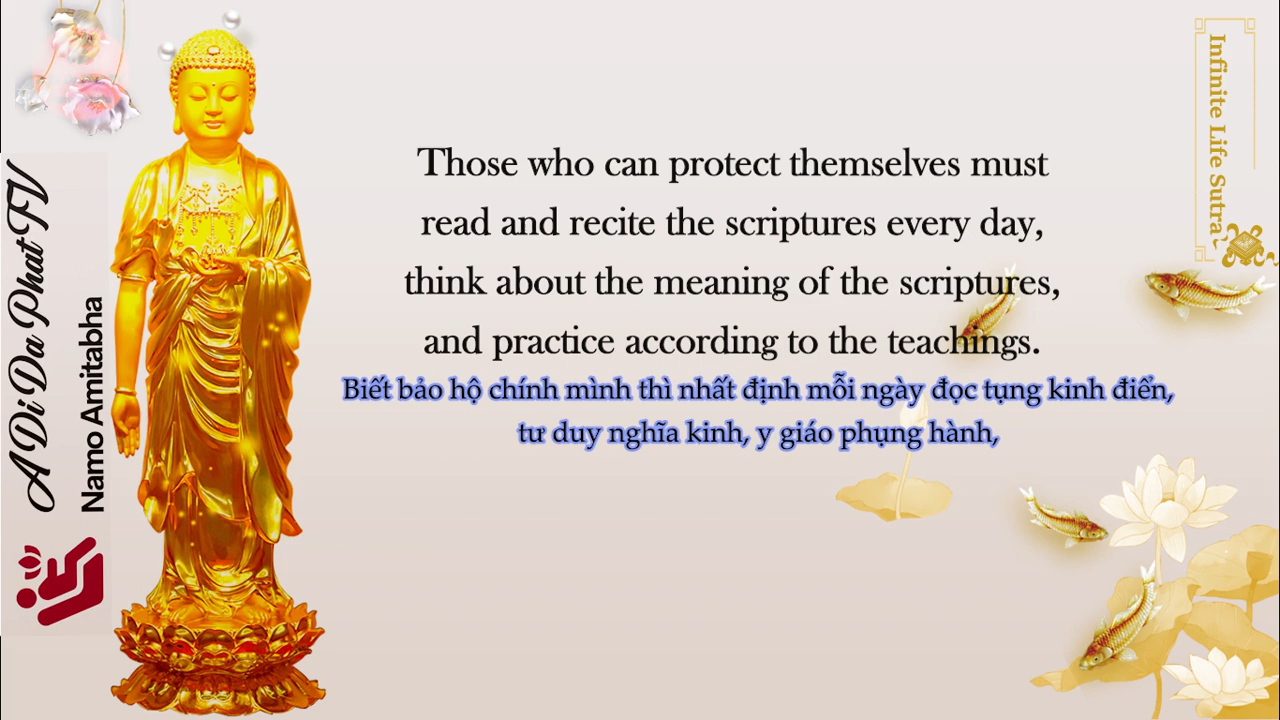 A Di Da Phat TV
Namo Amitabha
Those who can protect themselves must
read and recite the scriptures every day,
think about the meaning of the scriptures,
and practice according to the teachings.
Biết bảo hộ chính mình thì nhất định mỗi ngày đọc tụng kinh điển,
tư duy nghĩa kinh, y giáo phụng hành,
Infinite Life Sutra